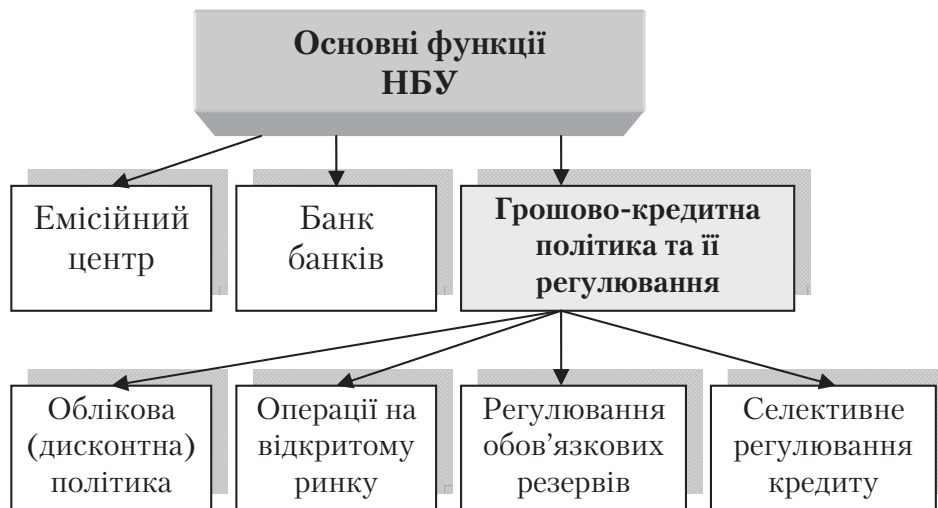 Основні функції
НБУ
Емісійний
центр
Банк
банків
Грошово-кредитна
політика та її
регулювання
Облікова
(дисконтна)
політика
Операції на
відкритому
ринку
Регулювання
обов'язкових
резервів
Селективне
регулювання
кредиту